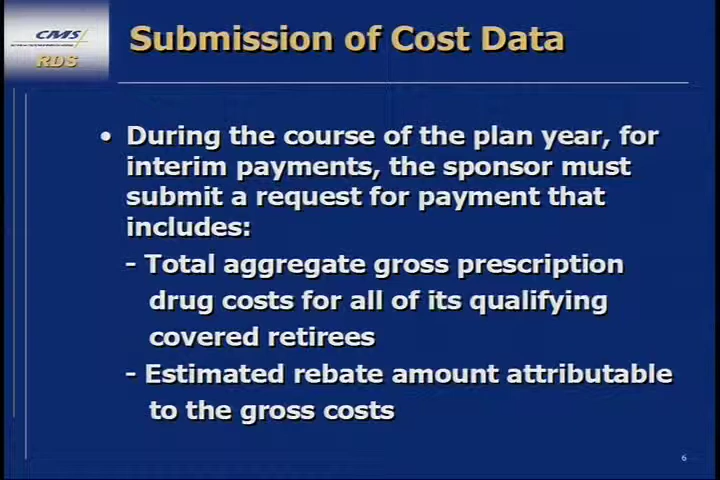 CMS
RDS
Submission of Cost Data
• During the course of the plan year, for
interim payments, the sponsor must
submit a request for payment that
includes:
- Total aggregate gross prescription
drug costs for all of its qualifying
covered retirees
- Estimated rebate amount attributable
to the gross costs
6